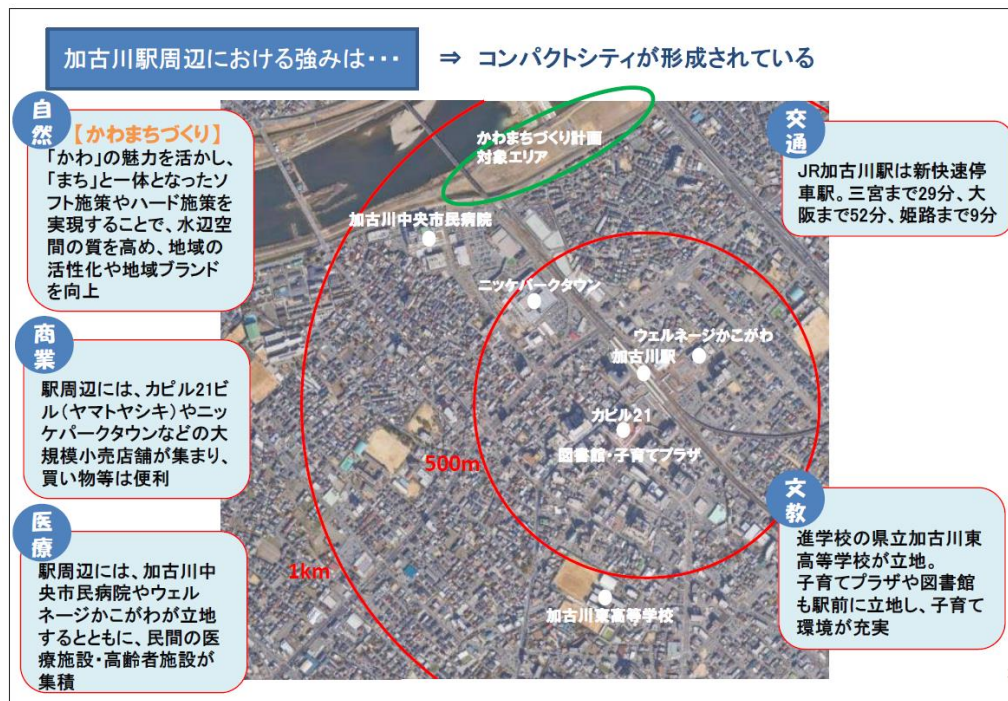 加古川駅周辺における強みは・・・
⇒ コンパクトシティが形成されている
自然
【かわまちづくり】
「かわ」の魅力を活かし、
「まち」と一体となったソ
フト施策やハード施策を
実現することで、水辺空
間の質を高め、地域の
活性化や地域ブランド
を向上
商業
駅周辺には、カピル21ビ
ル(ヤマトヤシキ)やニッ
ケパークタウンなどの大
規模小売店舗が集まり、
買い物等は便利
医療
駅周辺には、加古川中
央市民病院やウェル
ネージかこがわが立地
するとともに、民間の医
療施設・高齢者施設が
集積
かわまちづくり計画
対象エリア
加古川中央市民病院
ニッケパークタウン
ウェルネージかこがわ
加古川駅
カピル21
図書館・子育てプラザ
500m
1km
加古川東高等学校
交通
JR加古川駅は新快速停
車駅。三宮まで29分、大
阪まで52分、姫路まで9分
文教
進学校の県立加古川東
高等学校が立地。
子育てプラザや図書館
も駅前に立地し、子育て
環境が充実